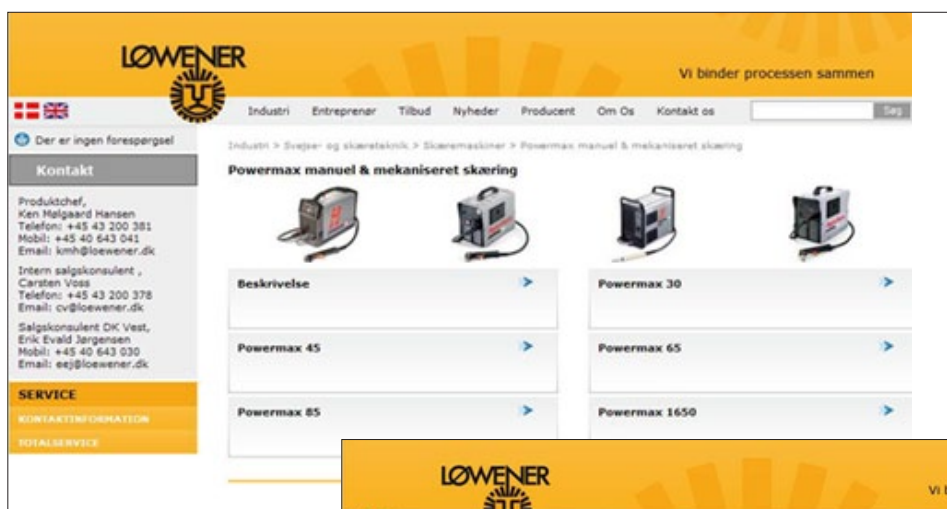 LØWENER
Vi binder processen sammen
Industri Entreprenør Tilbud Nyheder Producent Om Os Kontakt os
Søg
Der er ingen forespørgsel
Industri > Svejse- og skæreteknik > Skæremaskiner > Powermax manuel & mekaniseret skæring
Kontakt
Powermax manuel & mekaniseret skæring
Produktchef,
Ken Mølgaard Hansen
Telefon: +45 43 200 381
Mobil: +45 40 643 041
Email: kmh@loewener.dk
Intern salgskonsulent ,
Carsten Voss
Telefon: +45 43 200 378
Email: cv@loewener.dk
Salgskonsulent DK Vest,
Erik Evald Jørgensen
Mobil: +45 40 643 030
Email: eej@loewener.dk
SERVICE
KONTAKTINFORMATION
TOTALSERVICE
Beskrivelse
Powermax 30
Powermax 45
Powermax 65
Powermax 85
Powermax 1650
LØWENER
Vi